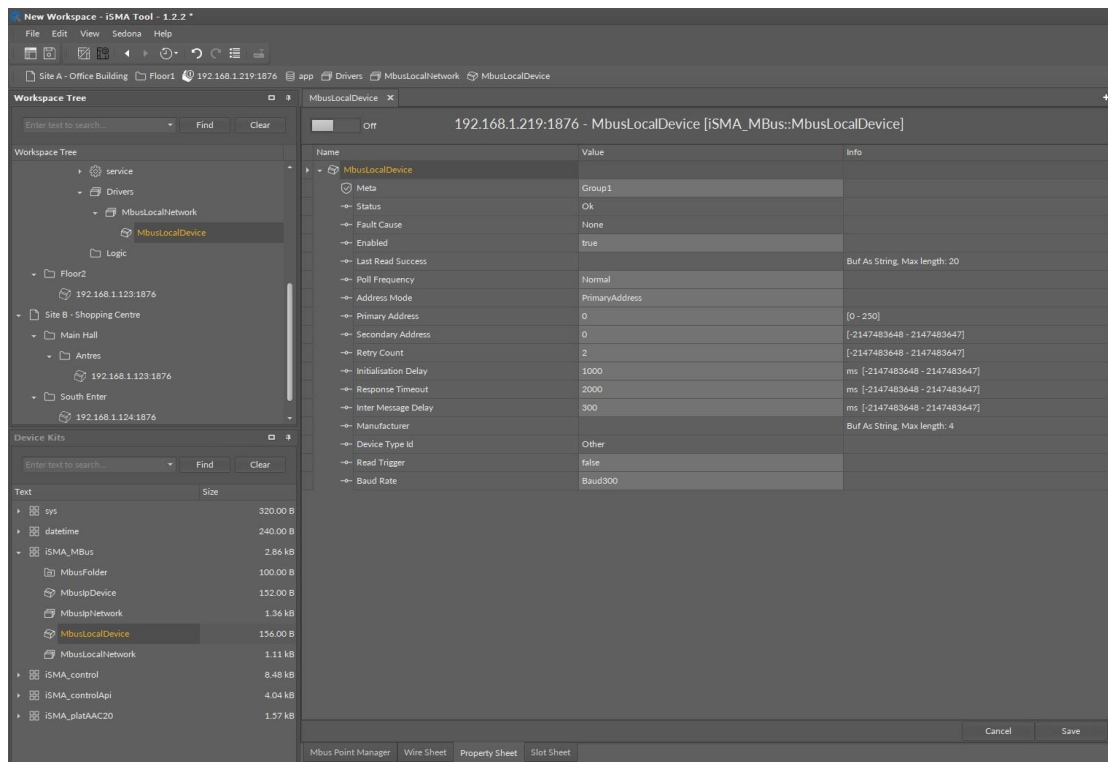 New Workspace - iSMA Tool - 1.2.2 *
File Edit View Sedona Help
Site A - Office Building Floor1 192.168.1.219:1876 app Drivers MbusLocalNetwork MbusLocalDevice
Workspace Tree
Enter text to search... Find Clear
Workspace Tree
service
Drivers
MbusLocalNetwork
MbusLocalDevice
Logic
Floor2
192.168.1.123:1876
Site B - Shopping Centre
Main Hall
Antres
192.168.1.123:1876
South Enter
192.168.1.124:1876
Device Kits
Enter text to search... Find Clear
Text Size
sys 320.00 B
datetime 240.00 B
iSMA_MBus 2.86 kB
MbusFolder 100.00 B
MbusIpDevice 152.00 B
MbusIpNetwork 1.36 kB
MbusLocalDevice 156.00 B
MbusLocalNetwork 1.11 kB
iSMA_control 8.48 kB
iSMA_controlApi 4.04 kB
iSMA_platAAC20 1.57 kB
MbusLocalDevice
Off 192.168.1.219:1876 - MbusLocalDevice [iSMA_MBus::MbusLocalDevice]
Name Value Info
MbusLocalDevice
Meta Group1
Status Ok
Fault Cause None
Enabled true
Last Read Success Buf As String, Max length: 20
Poll Frequency Normal
Address Mode PrimaryAddress
Primary Address 0 [0 - 250]
Secondary Address 0 [-2147483648 - 2147483647]
Retry Count 2 [-2147483648 - 2147483647]
Initialisation Delay 1000 ms [-2147483648 - 2147483647]
Response Timeout 2000 ms [-2147483648 - 2147483647]
Inter Message Delay 300 ms [-2147483648 - 2147483647]
Manufacturer Buf As String, Max length: 4
Device Type Id Other
Read Trigger false
Baud Rate Baud300
Cancel Save
Mbus Point Manager Wire Sheet Property Sheet Slot Sheet